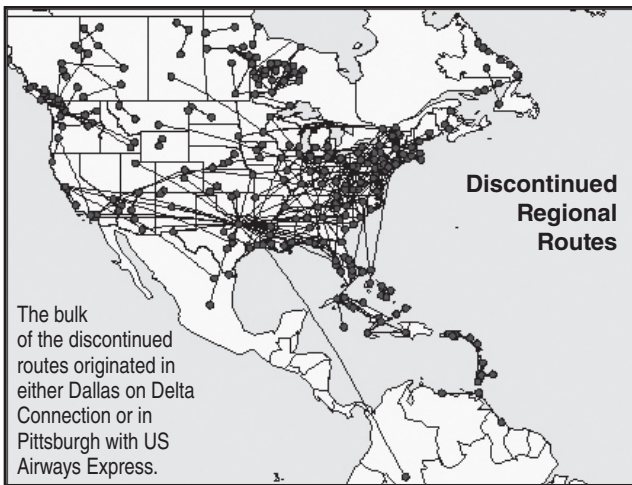 Discontinued
Regional
Routes
The bulk
of the discontinued
routes originated in
either Dallas on Delta
Connection or in
Pittsburgh with US
Airways Express.